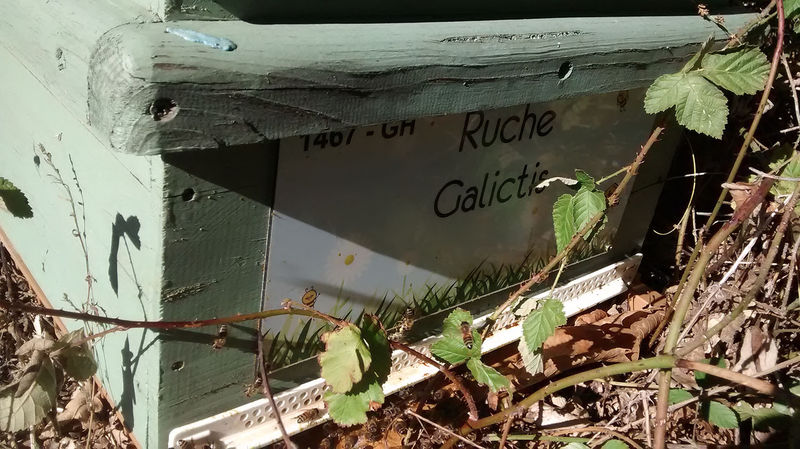 1467 - GH
Ruche
Galictis